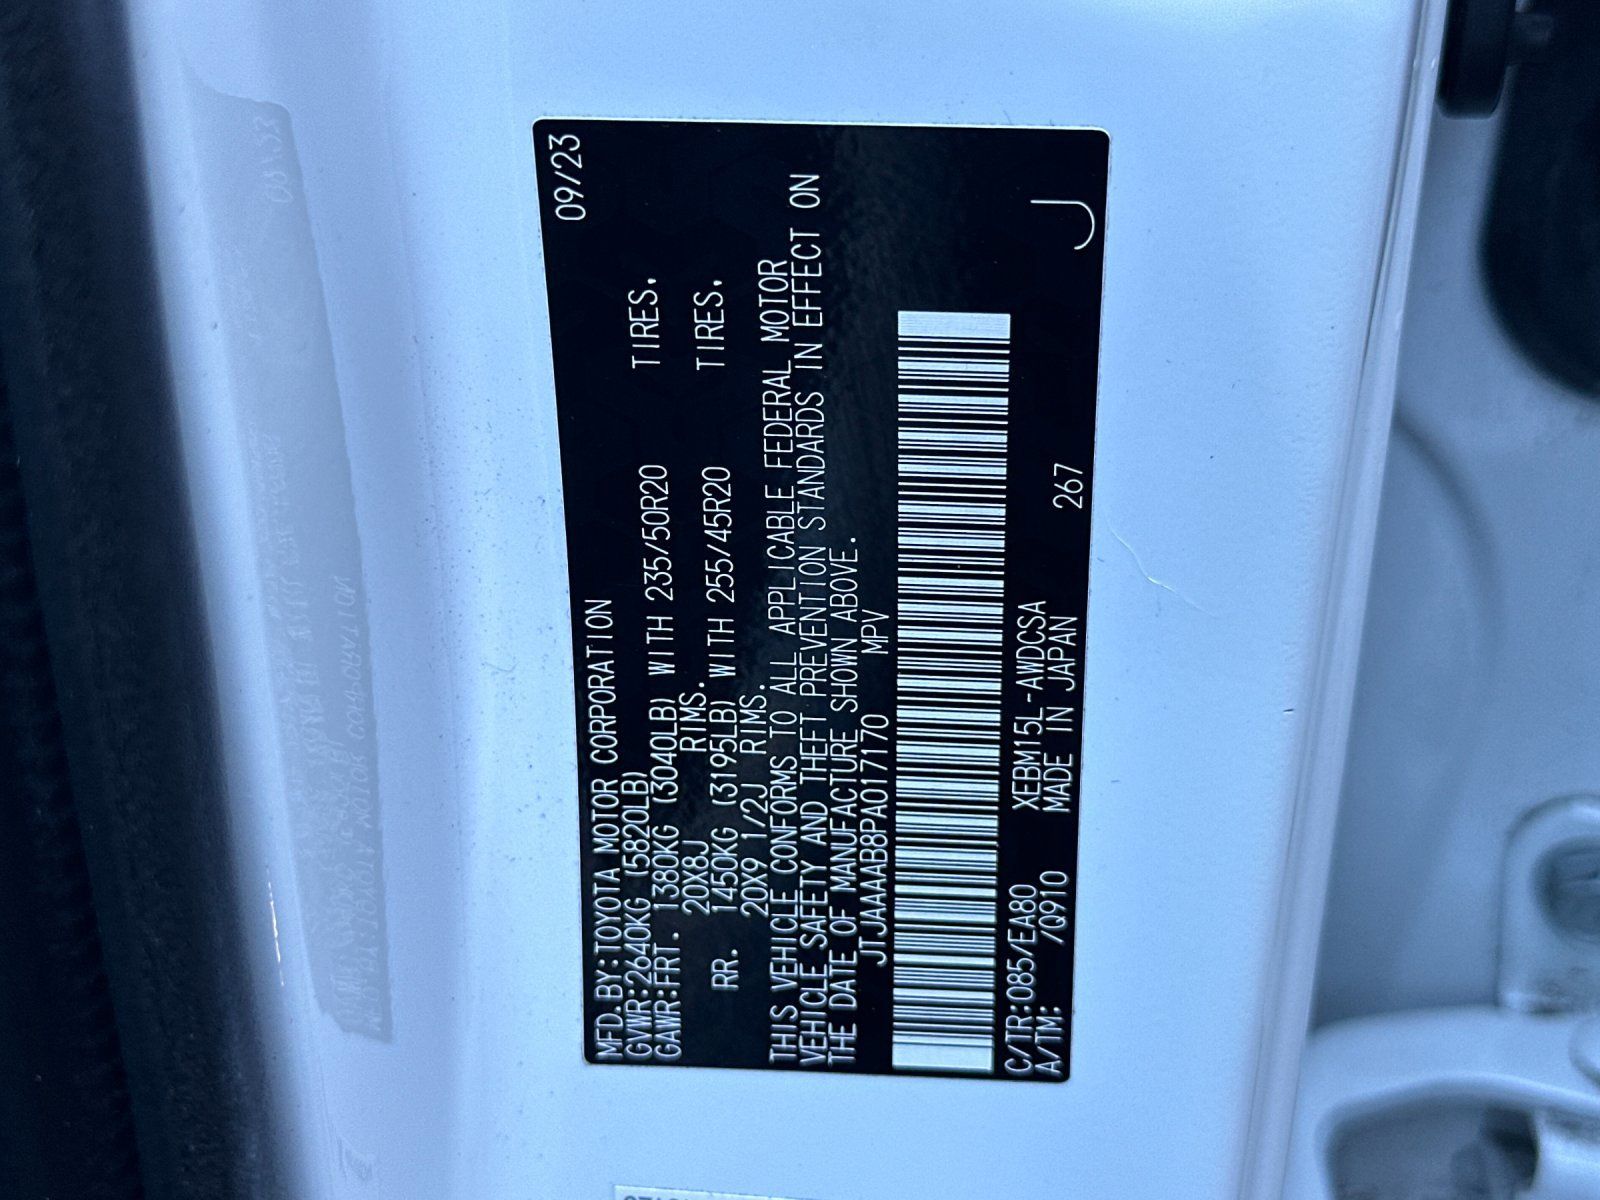 MFD.BY:TOYOTA MOTOR CORPORATION 09/23
GVWR:2640KG (5820LB)
GAWR:FRT. 1380KG (3040LB) WITH 235/50R20 TIRES.
20X8J RIMS.
RR. 1450KG (3195LB) WITH 255/45R20 TIRES.
20X9 1/2J RIMS.
THIS VEHICLE CONFORMS TO ALL APPLICABLE FEDERAL MOTOR
VEHICLE SAFETY AND THEFT PREVENTION STANDARDS IN EFFECT ON
THE DATE OF MANUFACTURE SHOWN ABOVE.
JTJAAAAB8PA017170 MPV
C/TR:085/EA80 XEBM15L-AWDCSA
A/TM: /Q910 MADE IN JAPAN 267 J